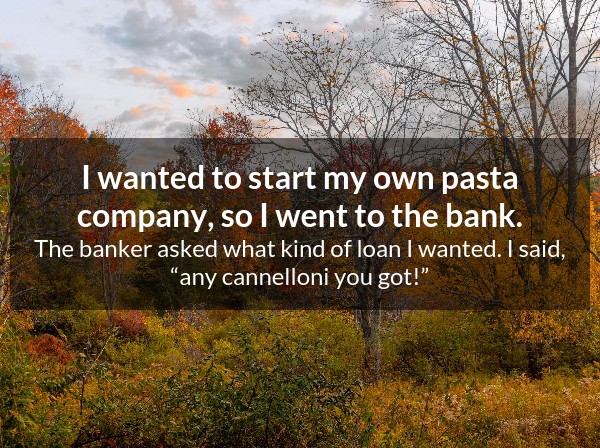 I wanted to start my own pasta
company, so I went to the bank.
The banker asked what kind of loan I wanted. I said,
“any cannelloni you got!”